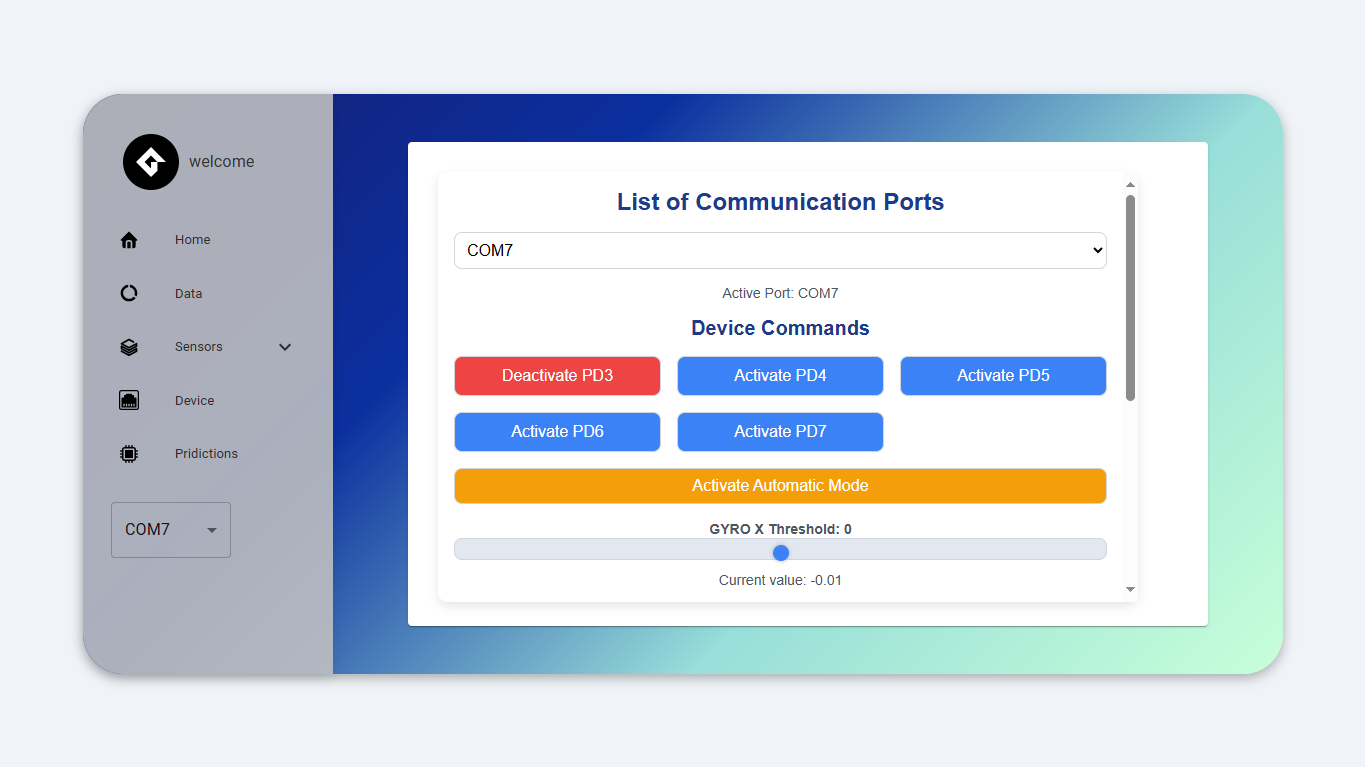 welcome
Home
Data
Sensors
Device
Pridictions
COM7
List of Communication Ports
COM7
Active Port: COM7
Device Commands
Deactivate PD3 Activate PD4 Activate PD5
Activate PD6 Activate PD7
Activate Automatic Mode
GYRO X Threshold: 0
Current value: -0.01